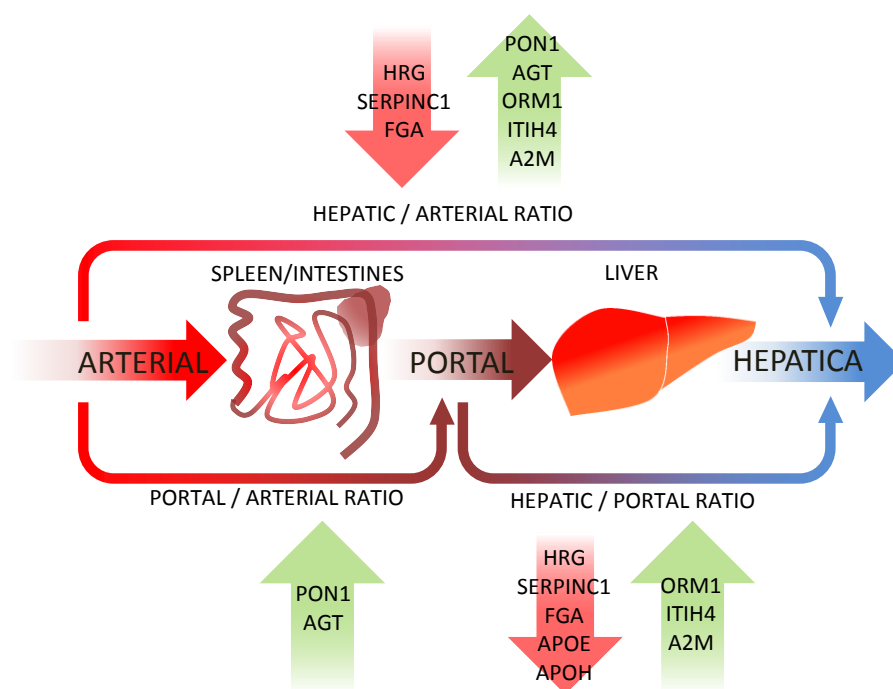 HRG
SERPINC1
FGA
PON1
AGT
ORM1
ITIH4
A2M
HEPATIC / ARTERIAL RATIO
SPLEEN/INTESTINES
LIVER
ARTERIAL
PORTAL
HEPATICA
PORTAL / ARTERIAL RATIO
HEPATIC / PORTAL RATIO
PON1
AGT
HRG
SERPINC1
FGA
APOE
APOH
ORM1
ITIH4
A2M